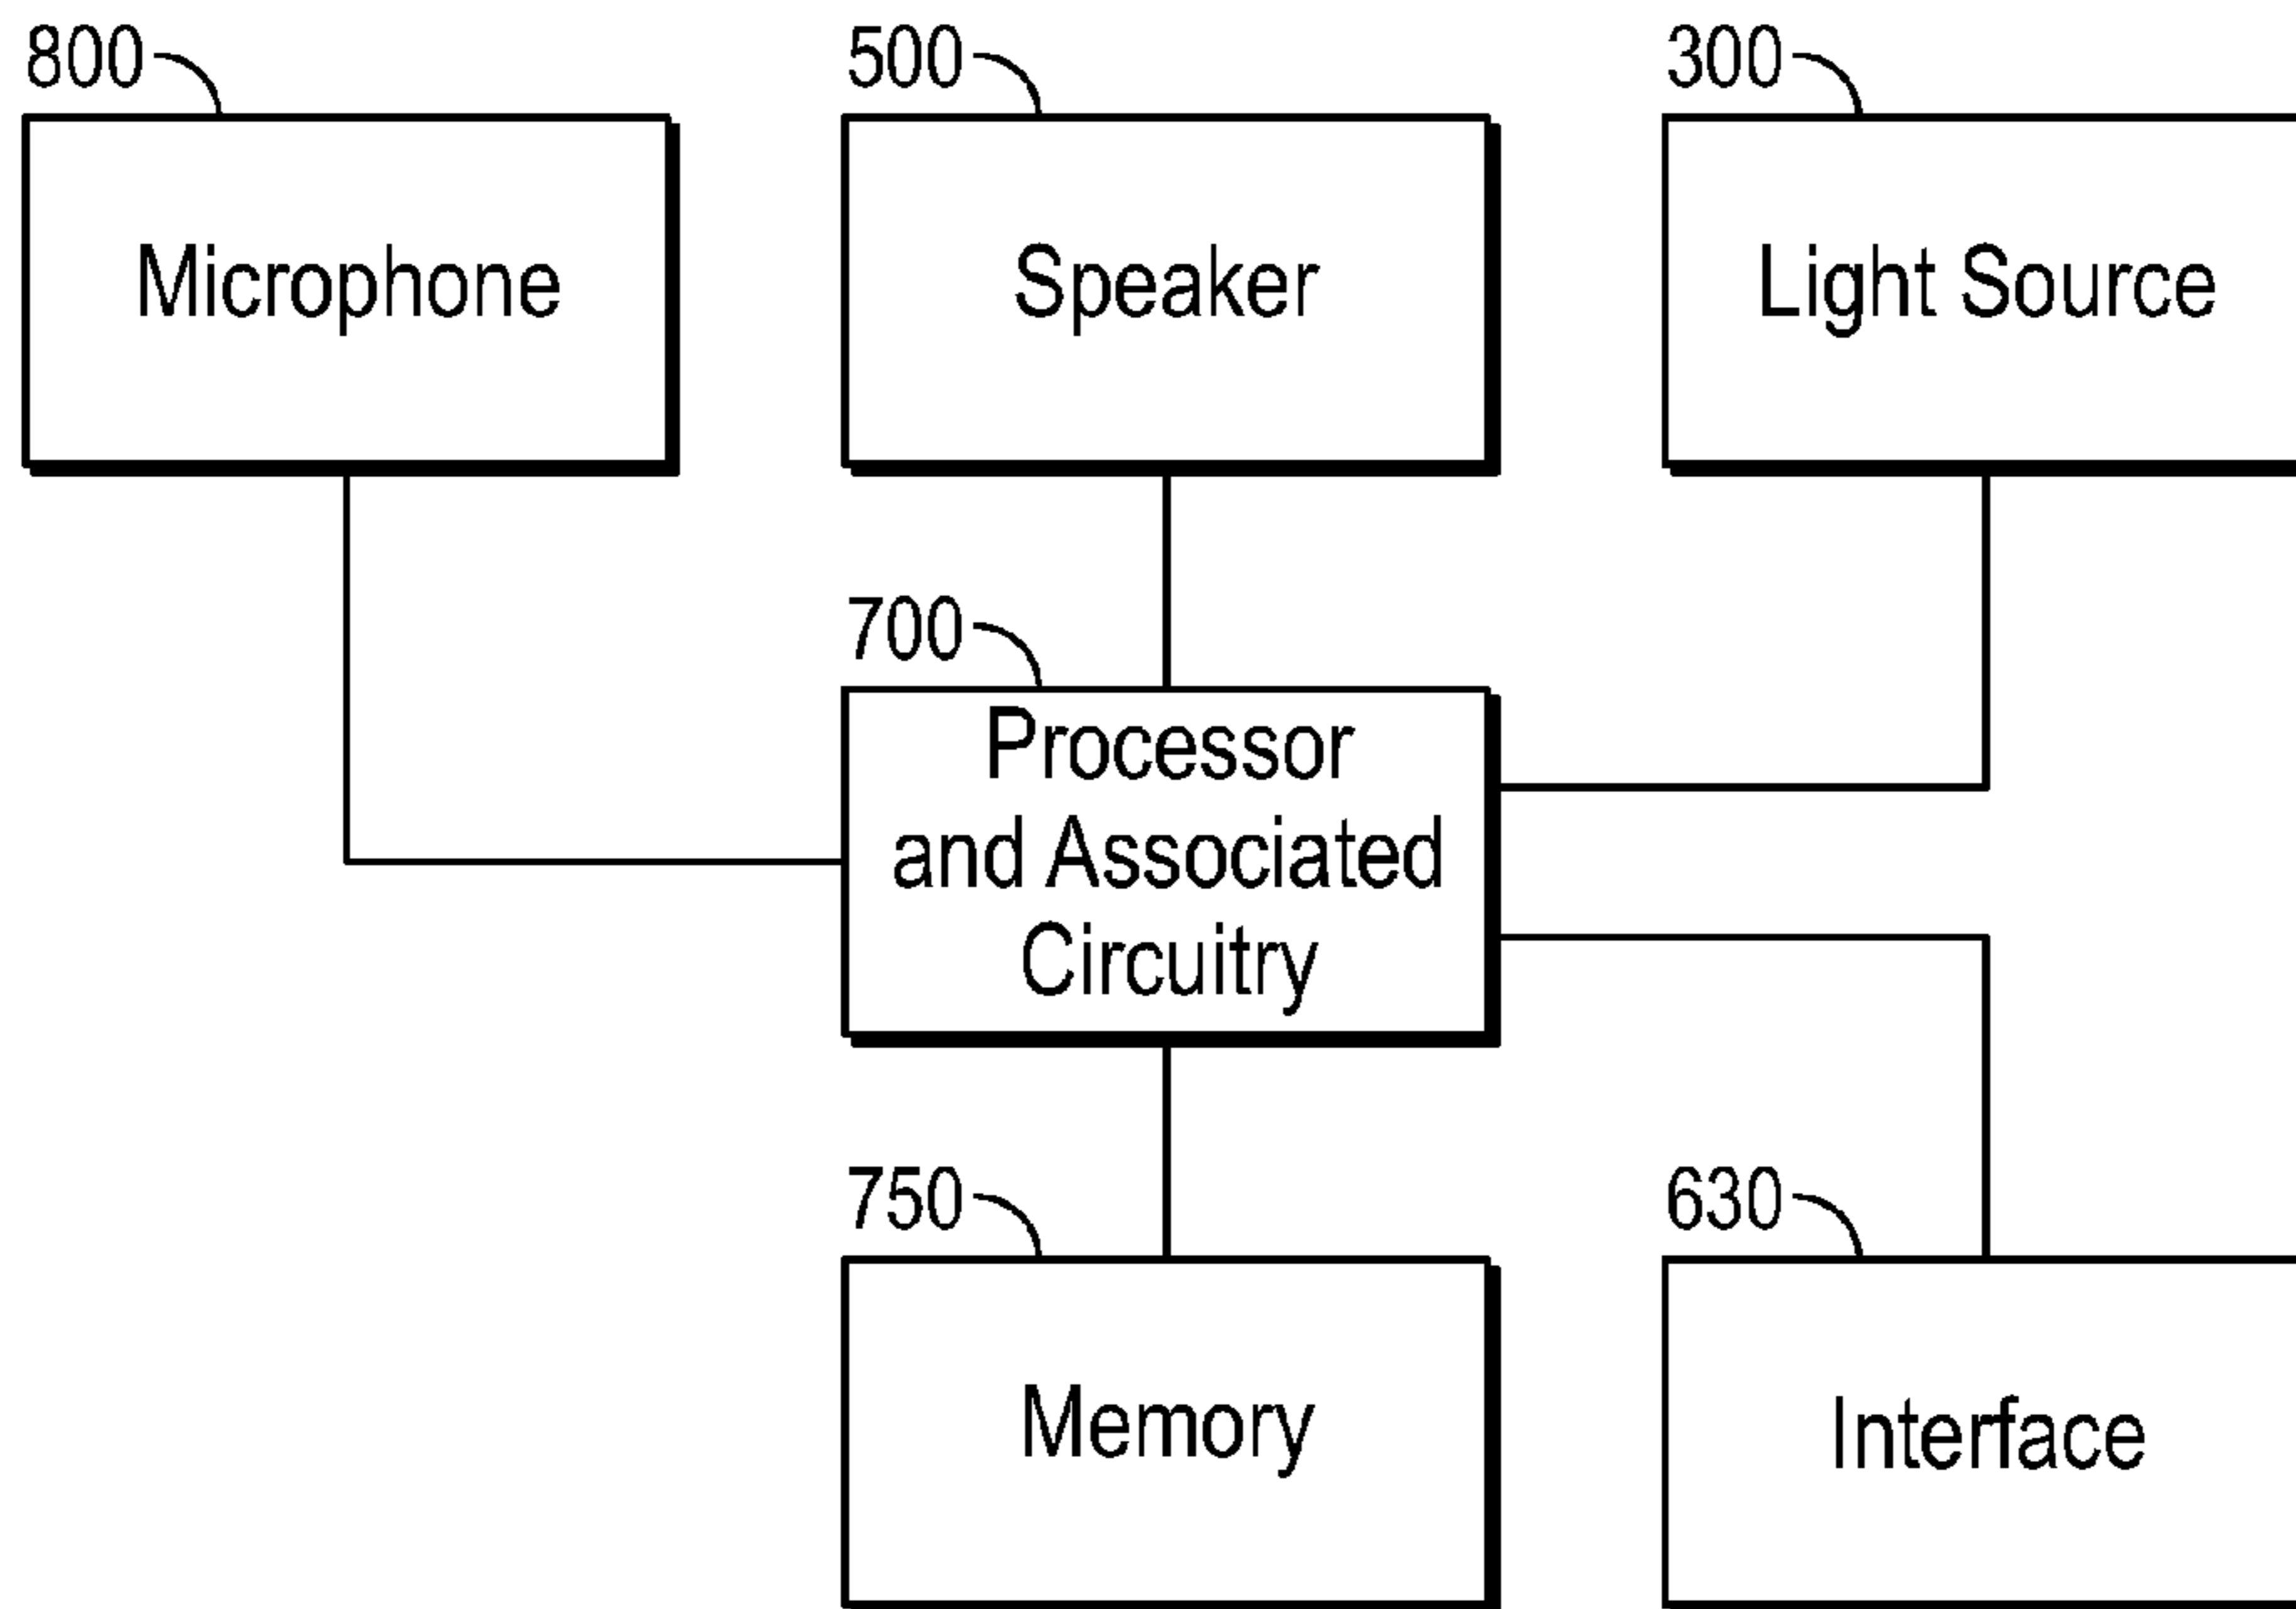 800
500
300
Microphone
Speaker
Light Source
700
Processor
and Associated
Circuitry
750
630
Memory
Interface